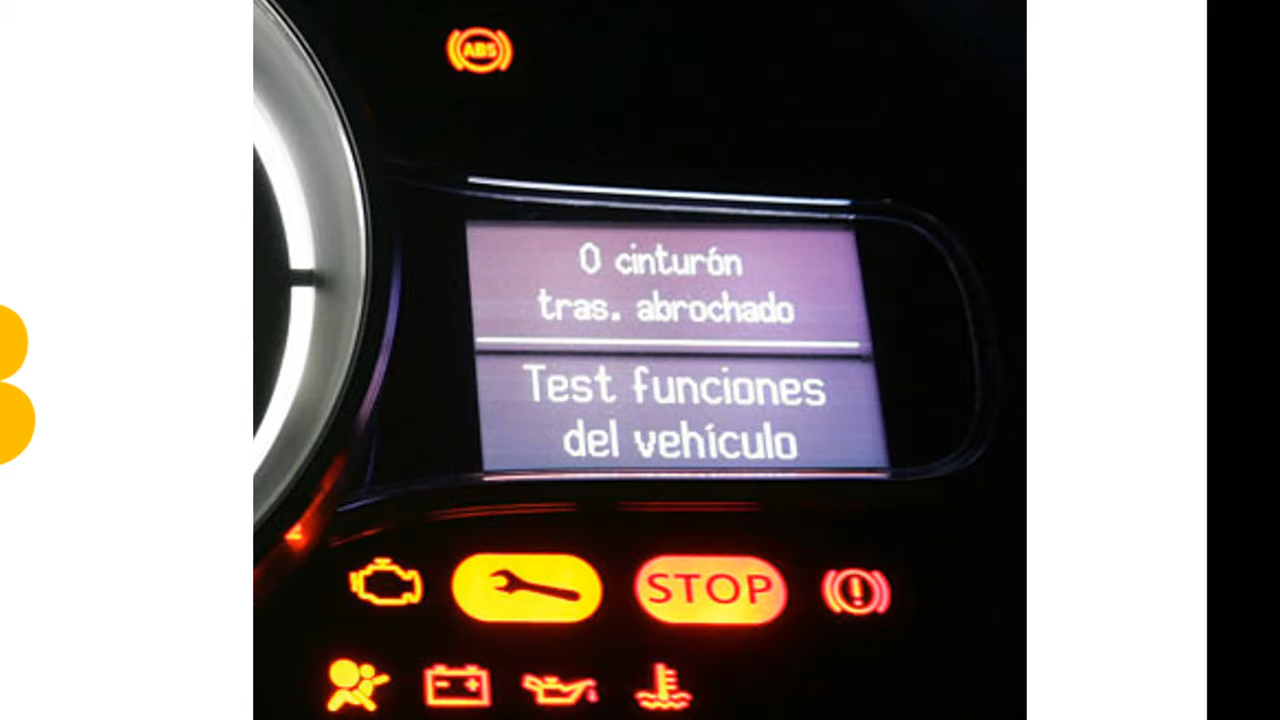 ABS
0 cinturón
tras. abrochado
Test funciones
del vehículo
STOP